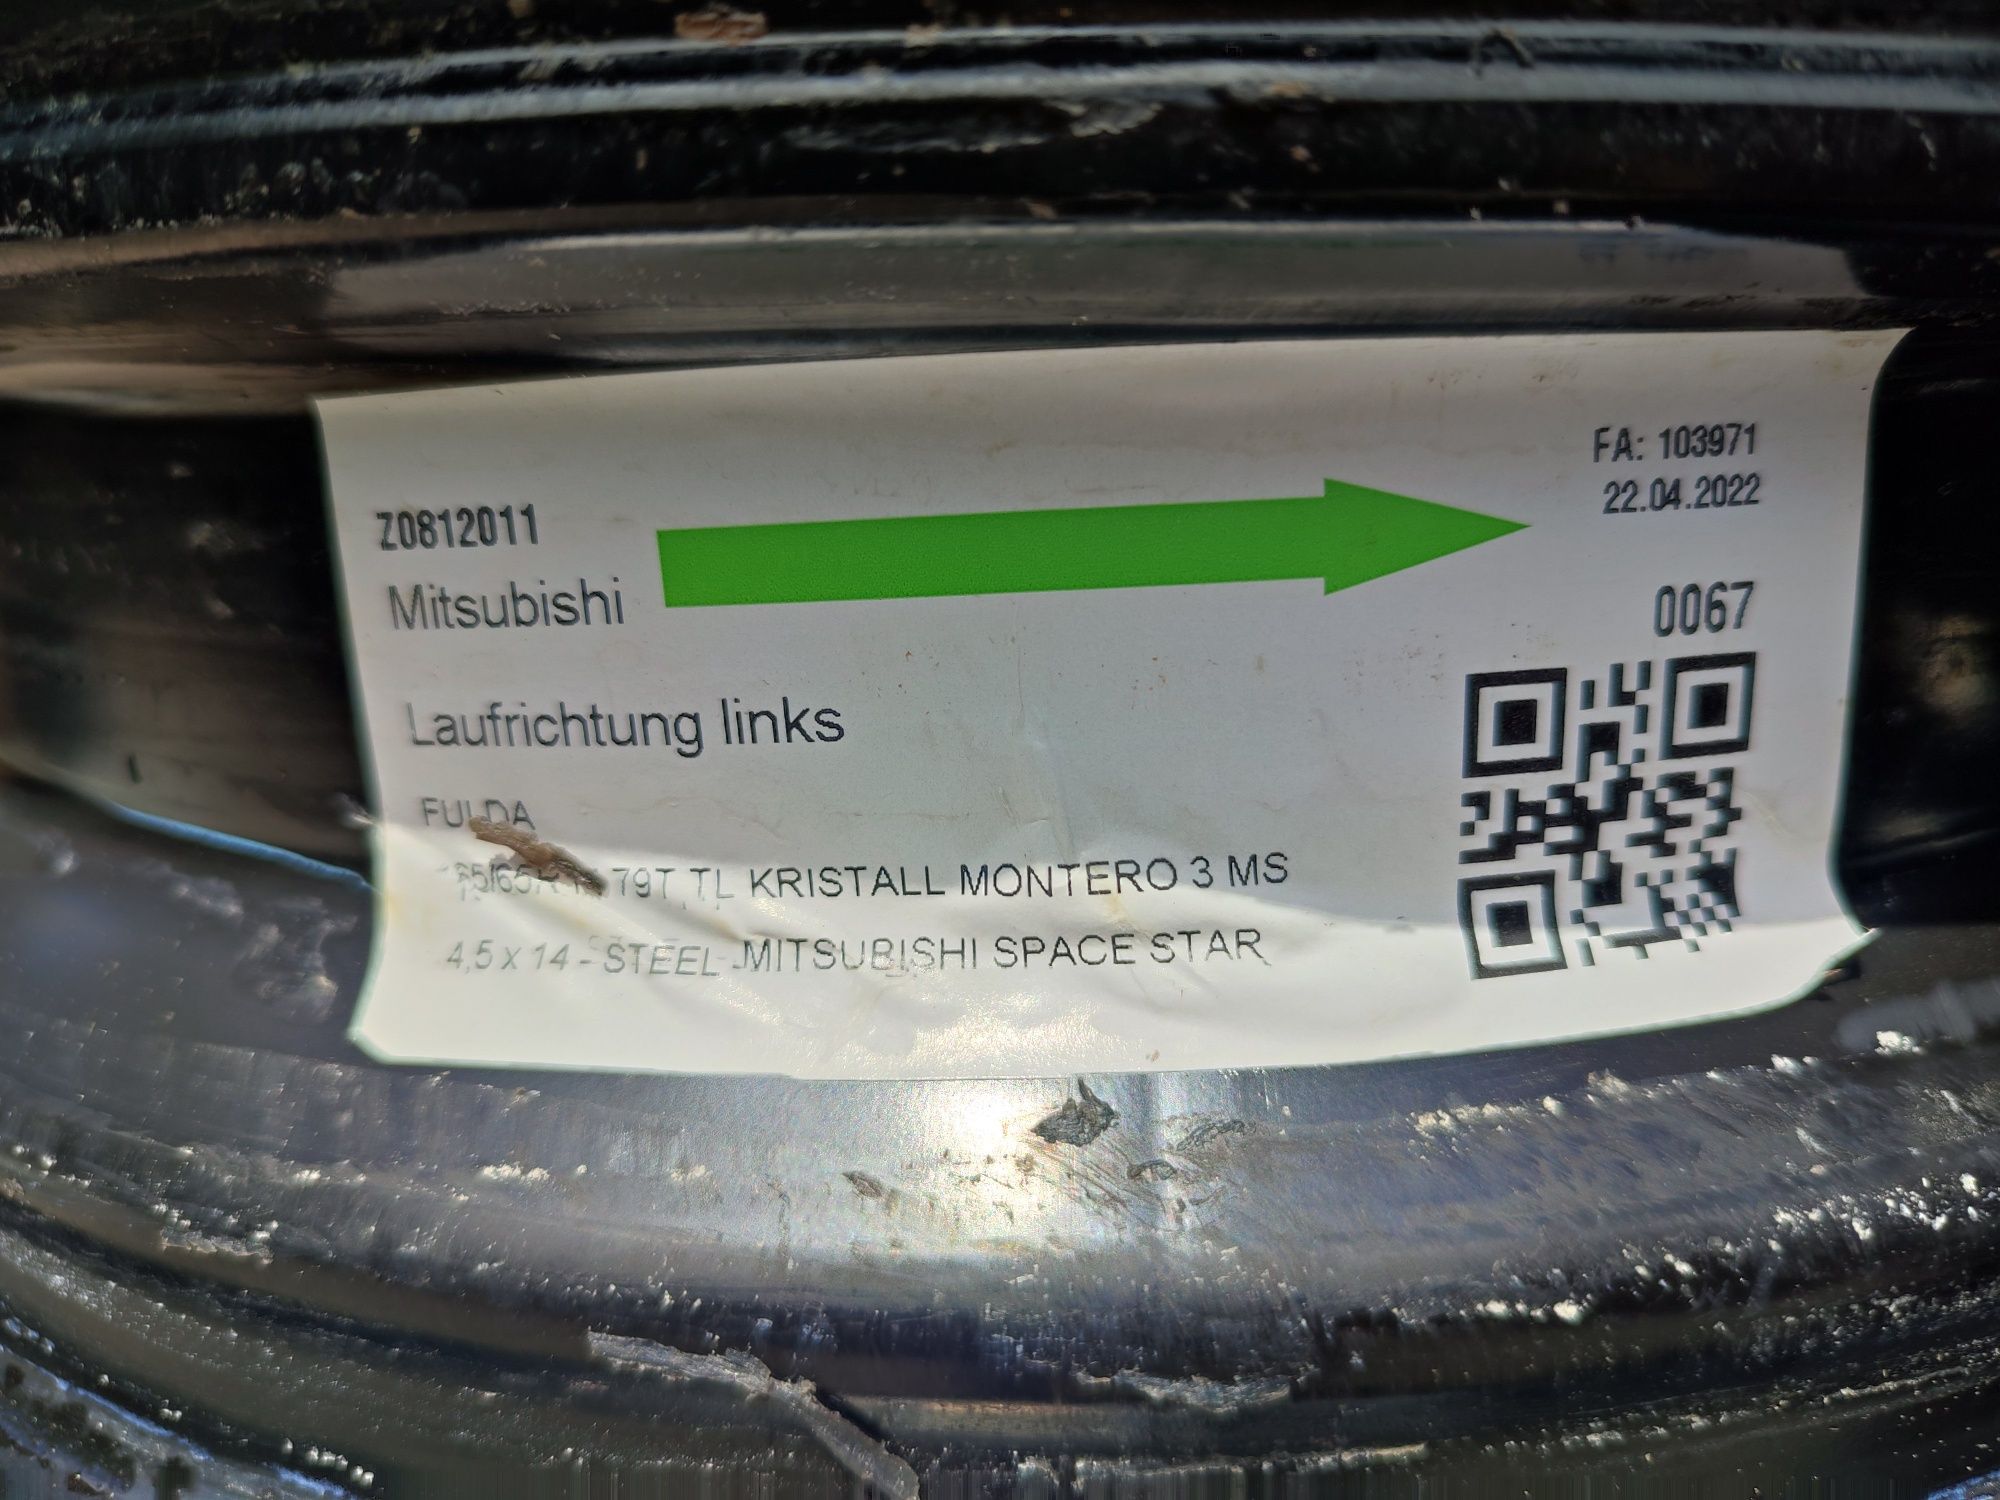 FA: 103971
22.04.2022
Z0812011
Mitsubishi
0067
Laufrichtung links
FULDA
79T TL KRISTALL MONTERO 3 MS
4,5 x 14 - STEEL - MITSUBISHI SPACE STAR